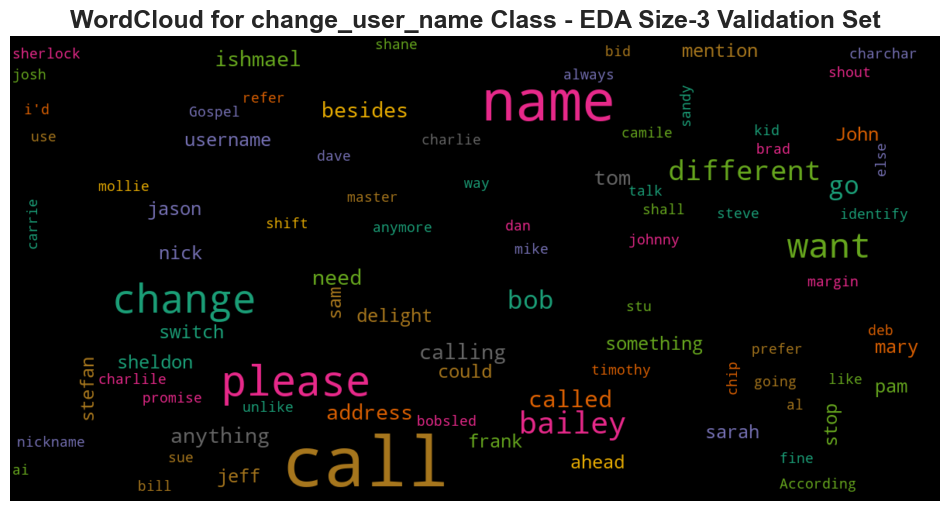 WordCloud for change_user_name Class - EDA Size-3 Validation Set
sherlock
ishmael
shane
bid
mention
charchar
josh
always
shout
i'd
refer
Gospel
besides
name
sandy
use
username
charlie
camile
kid
John
brad
else
dave
mollie
way
tom
different
talk
go
carrie
jason
master
shall
steve
identify
shift
anymore
dan
johnny
want
nick
mike
need
margin
change
sam
delight
bob
stu
switch
something
deb
sheldon
calling
prefer
mary
stefan
charlile
please
could
timothy
chip
going
like
pam
promise
unlike
address
called
al
bobsled
bailey
stop
nickname
anything
frank
sarah
sue
call
ahead
fine
ai
bill
jeff
According